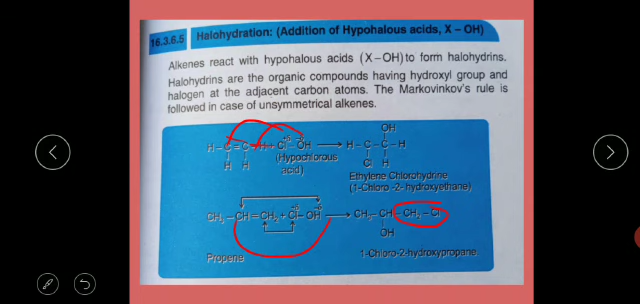 16.3.6.5 Halohydration: (Addition of Hypohalous acids, X – OH)
Alkenes react with hypohalous acids (X–OH) to form halohydrins.
Halohydrins are the organic compounds having hydroxyl group and
halogen at the adjacent carbon atoms. The Markovinkov's rule is
followed in case of unsymmetrical alkenes.
OH
H–C=C–H + Cl–OH ⟶ H–C–C–H
H H
(Hypochlorous
acid)
Cl H
Ethylene Chlorohydrine
(1-Chloro -2- hydroxyethane)
CH₃–CH=CH₂ + Cl–OH ⟶ CH₃–CH–CH₂–Cl
OH
Propene
1-Chloro-2-hydroxypropane.